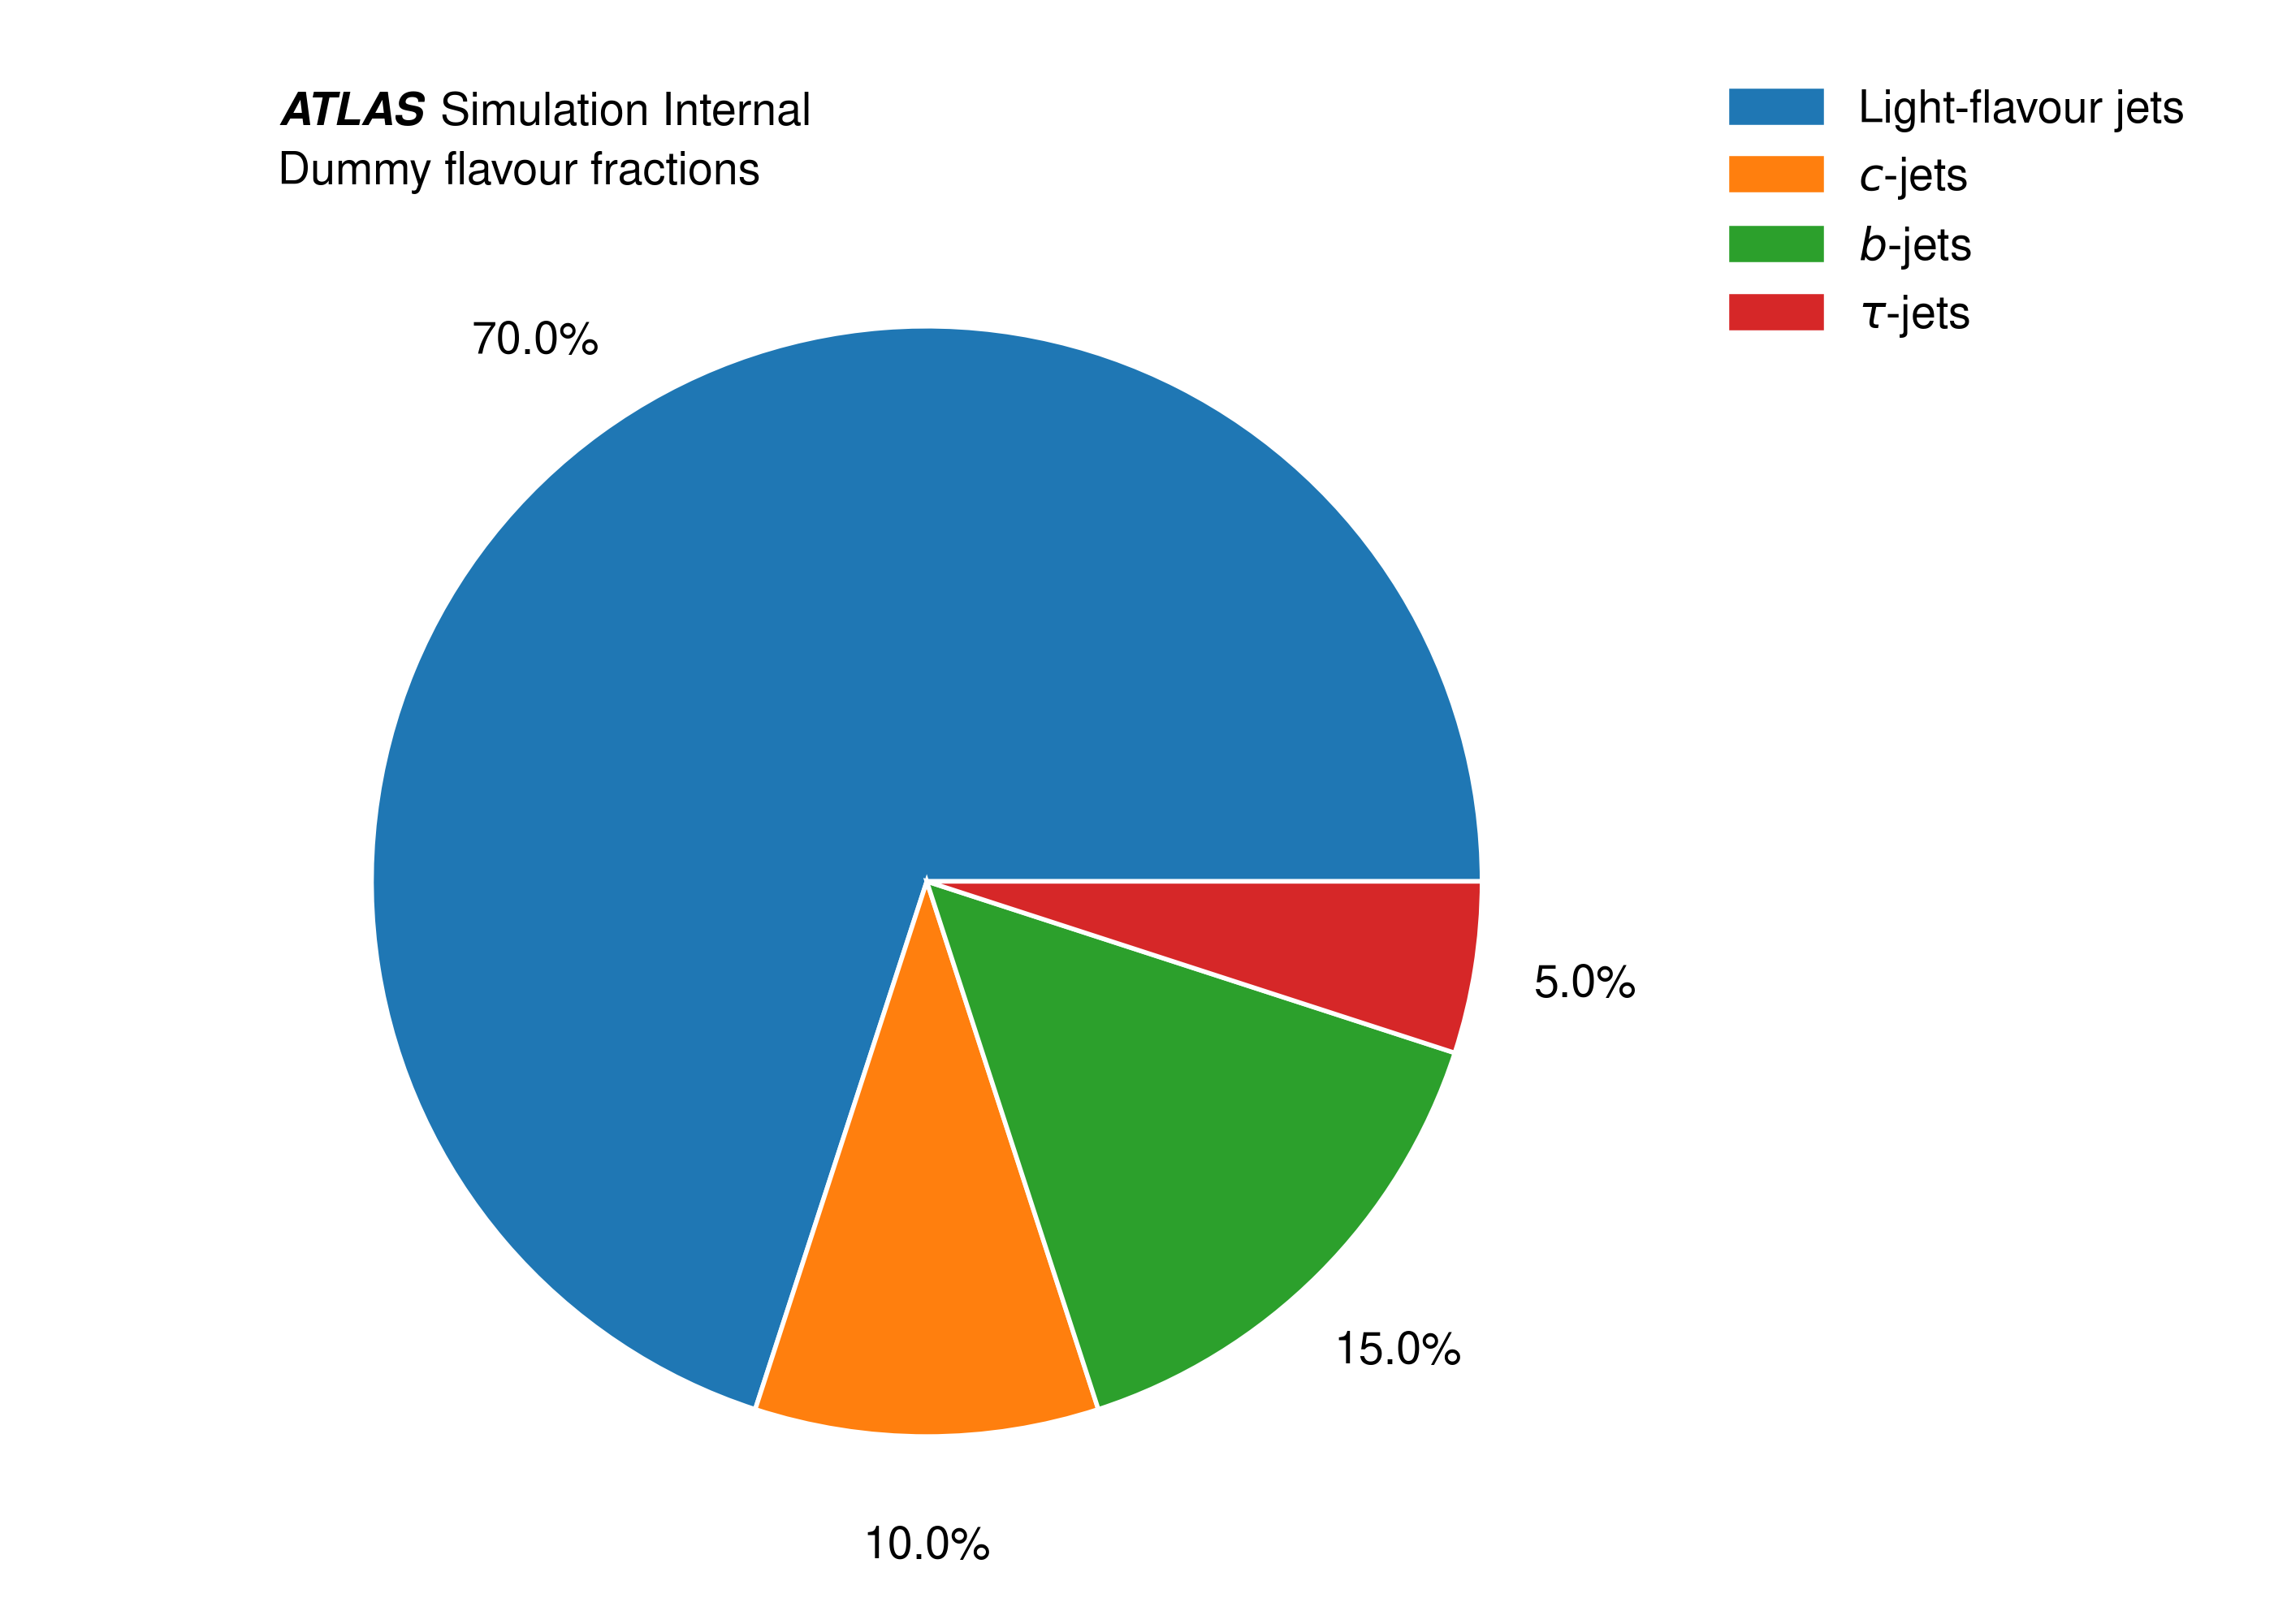 ATLAS Simulation Internal
Dummy flavour fractions
Light-flavour jets
c-jets
b-jets
τ-jets
70.0%
5.0%
15.0%
10.0%